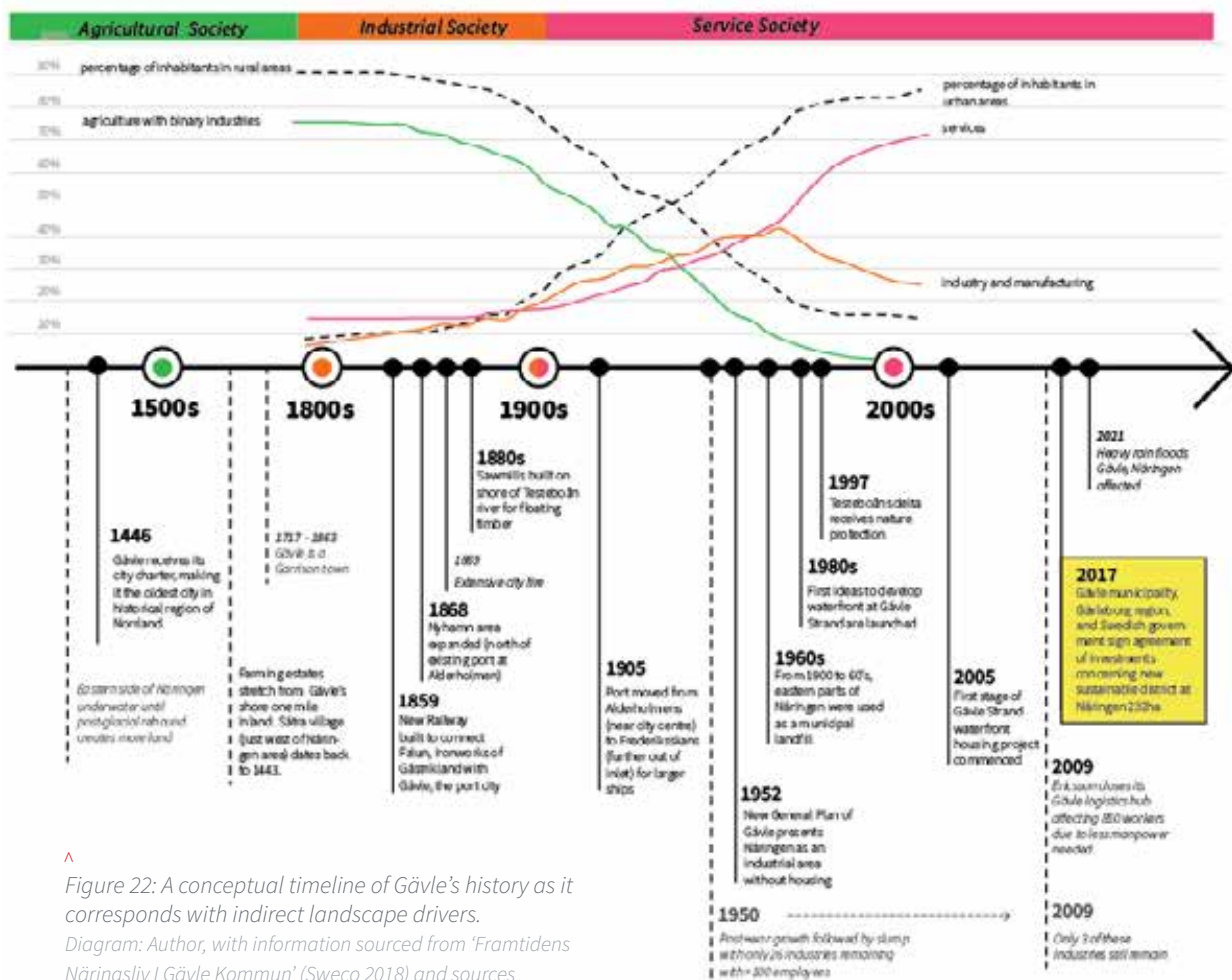 Agricultural Society
Industrial Society
Service Society
90%
80%
70%
60%
50%
40%
30%
20%
10%
percentage of inhabitants in rural areas
agriculture with binary industries
percentage of inhabitants in
urban areas
services
industry and manufacturing
1500s
1800s
1900s
2000s
1446
Gävle receives its
city charter, making
it the oldest city in
historical region of
Norrland
Eastern side of Näringen
underwater until
postglacial rebound
creates more land
Farming estates
stretch from Gävle's
shore one mile
inland. Sätra village
(just west of Närin-
gen area) dates back
to 1443.
1717 - 1863
Gävle is a
Garrison town
1859
New Railway
built to connect
Falun, Ironworks of
Gästrikland with
Gävle, the port city
1868
Nyhamn area
expanded (north of
existing port at
Alderholmen)
1869
Extensive city fire
1880s
Sawmills built on
shore of Testeboån
river for floating
timber
1905
Port moved from
Alderholmens
(near city centre)
to Fredrikskans
(further out of
inlet) for larger
ships
1950
Postwar growth followed by slump
with only 26 industries remaining
with > 100 employees
1952
New General Plan of
Gävle presents
Näringen as an
industrial area
without housing
1960s
From 1900 to 60's,
eastern parts of
Näringen were used
as a municipal
landfill
1980s
First ideas to develop
waterfront at Gävle
Strand are launched
1997
Testeboåns delta
receives nature
protection
2005
First stage of
Gävle Strand
waterfront
housing project
commenced
2009
Ericsson closes its
Gävle logistics hub
affecting 850 workers
due to less manpower
needed.
2009
Only 3 of these
industries still remain
2017
Gävle municipality,
Gävleborg region,
and Swedish govern-
ment sign agreement
of investments
concerning new
sustainable district at
Näringen
2021
Heavy rain floods
Gävle, Näringen
affected
^
Figure 22: A conceptual timeline of Gävle's history as it
corresponds with indirect landscape drivers.
Diagram: Author, with information sourced from 'Framtidens
Näringsliv I Gävle Kommun' (Sweco 2018) and sources